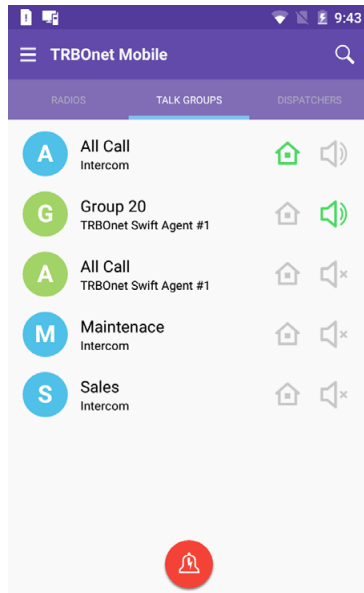 9:43
TRBOnet Mobile
RADIOS
TALK GROUPS
DISPATCHERS
A
All Call
Intercom
G
Group 20
TRBOnet Swift Agent #1
A
All Call
TRBOnet Swift Agent #1
M
Maintenace
Intercom
S
Sales
Intercom